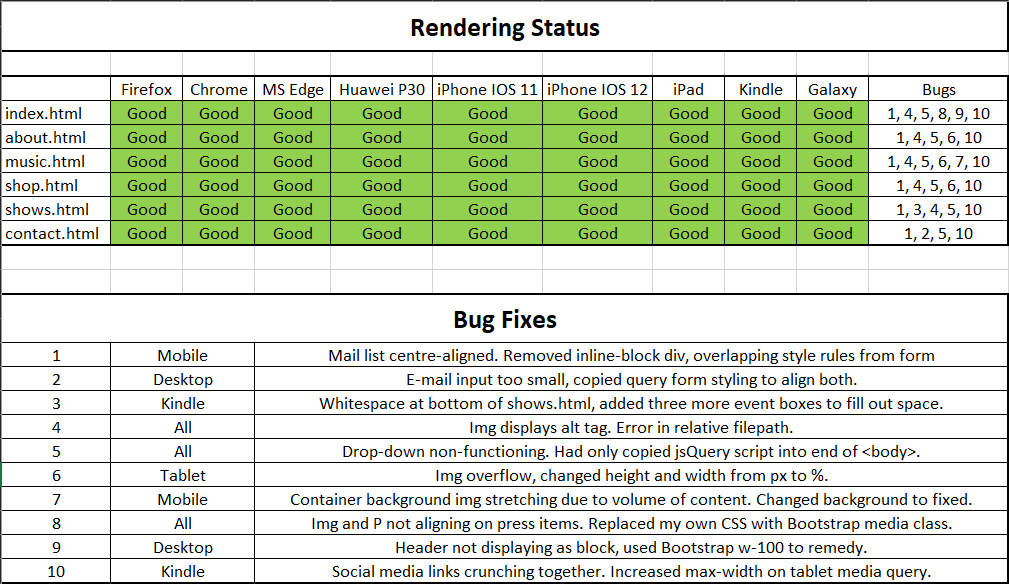 Rendering Status
Firefox Chrome MS Edge Huawei P30 iPhone IOS 11 iPhone IOS 12 iPad Kindle Galaxy Bugs
index.html Good Good Good Good Good Good Good Good Good 1, 4, 5, 8, 9, 10
about.html Good Good Good Good Good Good Good Good Good 1, 4, 5, 6, 10
music.html Good Good Good Good Good Good Good Good Good 1, 4, 5, 6, 7, 10
shop.html Good Good Good Good Good Good Good Good Good 1, 4, 5, 6, 10
shows.html Good Good Good Good Good Good Good Good Good 1, 3, 4, 5, 10
contact.html Good Good Good Good Good Good Good Good Good 1, 2, 5, 10
Bug Fixes
1 Mobile Mail list centre-aligned. Removed inline-block div, overlapping style rules from form
2 Desktop E-mail input too small, copied query form styling to align both.
3 Kindle Whitespace at bottom of shows.html, added three more event boxes to fill out space.
4 All Img displays alt tag. Error in relative filepath.
5 All Drop-down non-functioning. Had only copied jsQuery script into end of <body>.
6 Tablet Img overflow, changed height and width from px to %.
7 Mobile Container background img stretching due to volume of content. Changed background to fixed.
8 All Img and P not aligning on press items. Replaced my own CSS with Bootstrap media class.
9 Desktop Header not displaying as block, used Bootstrap w-100 to remedy.
10 Kindle Social media links crunching together. Increased max-width on tablet media query.